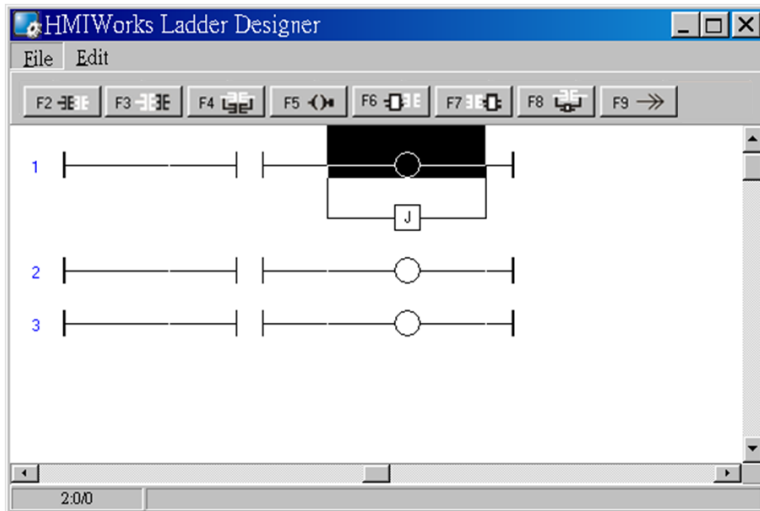 HMIWorks Ladder Designer
File Edit
F2 F3 F4 F5 F6 F7 F8 F9
1
J
2
3
2:0/0